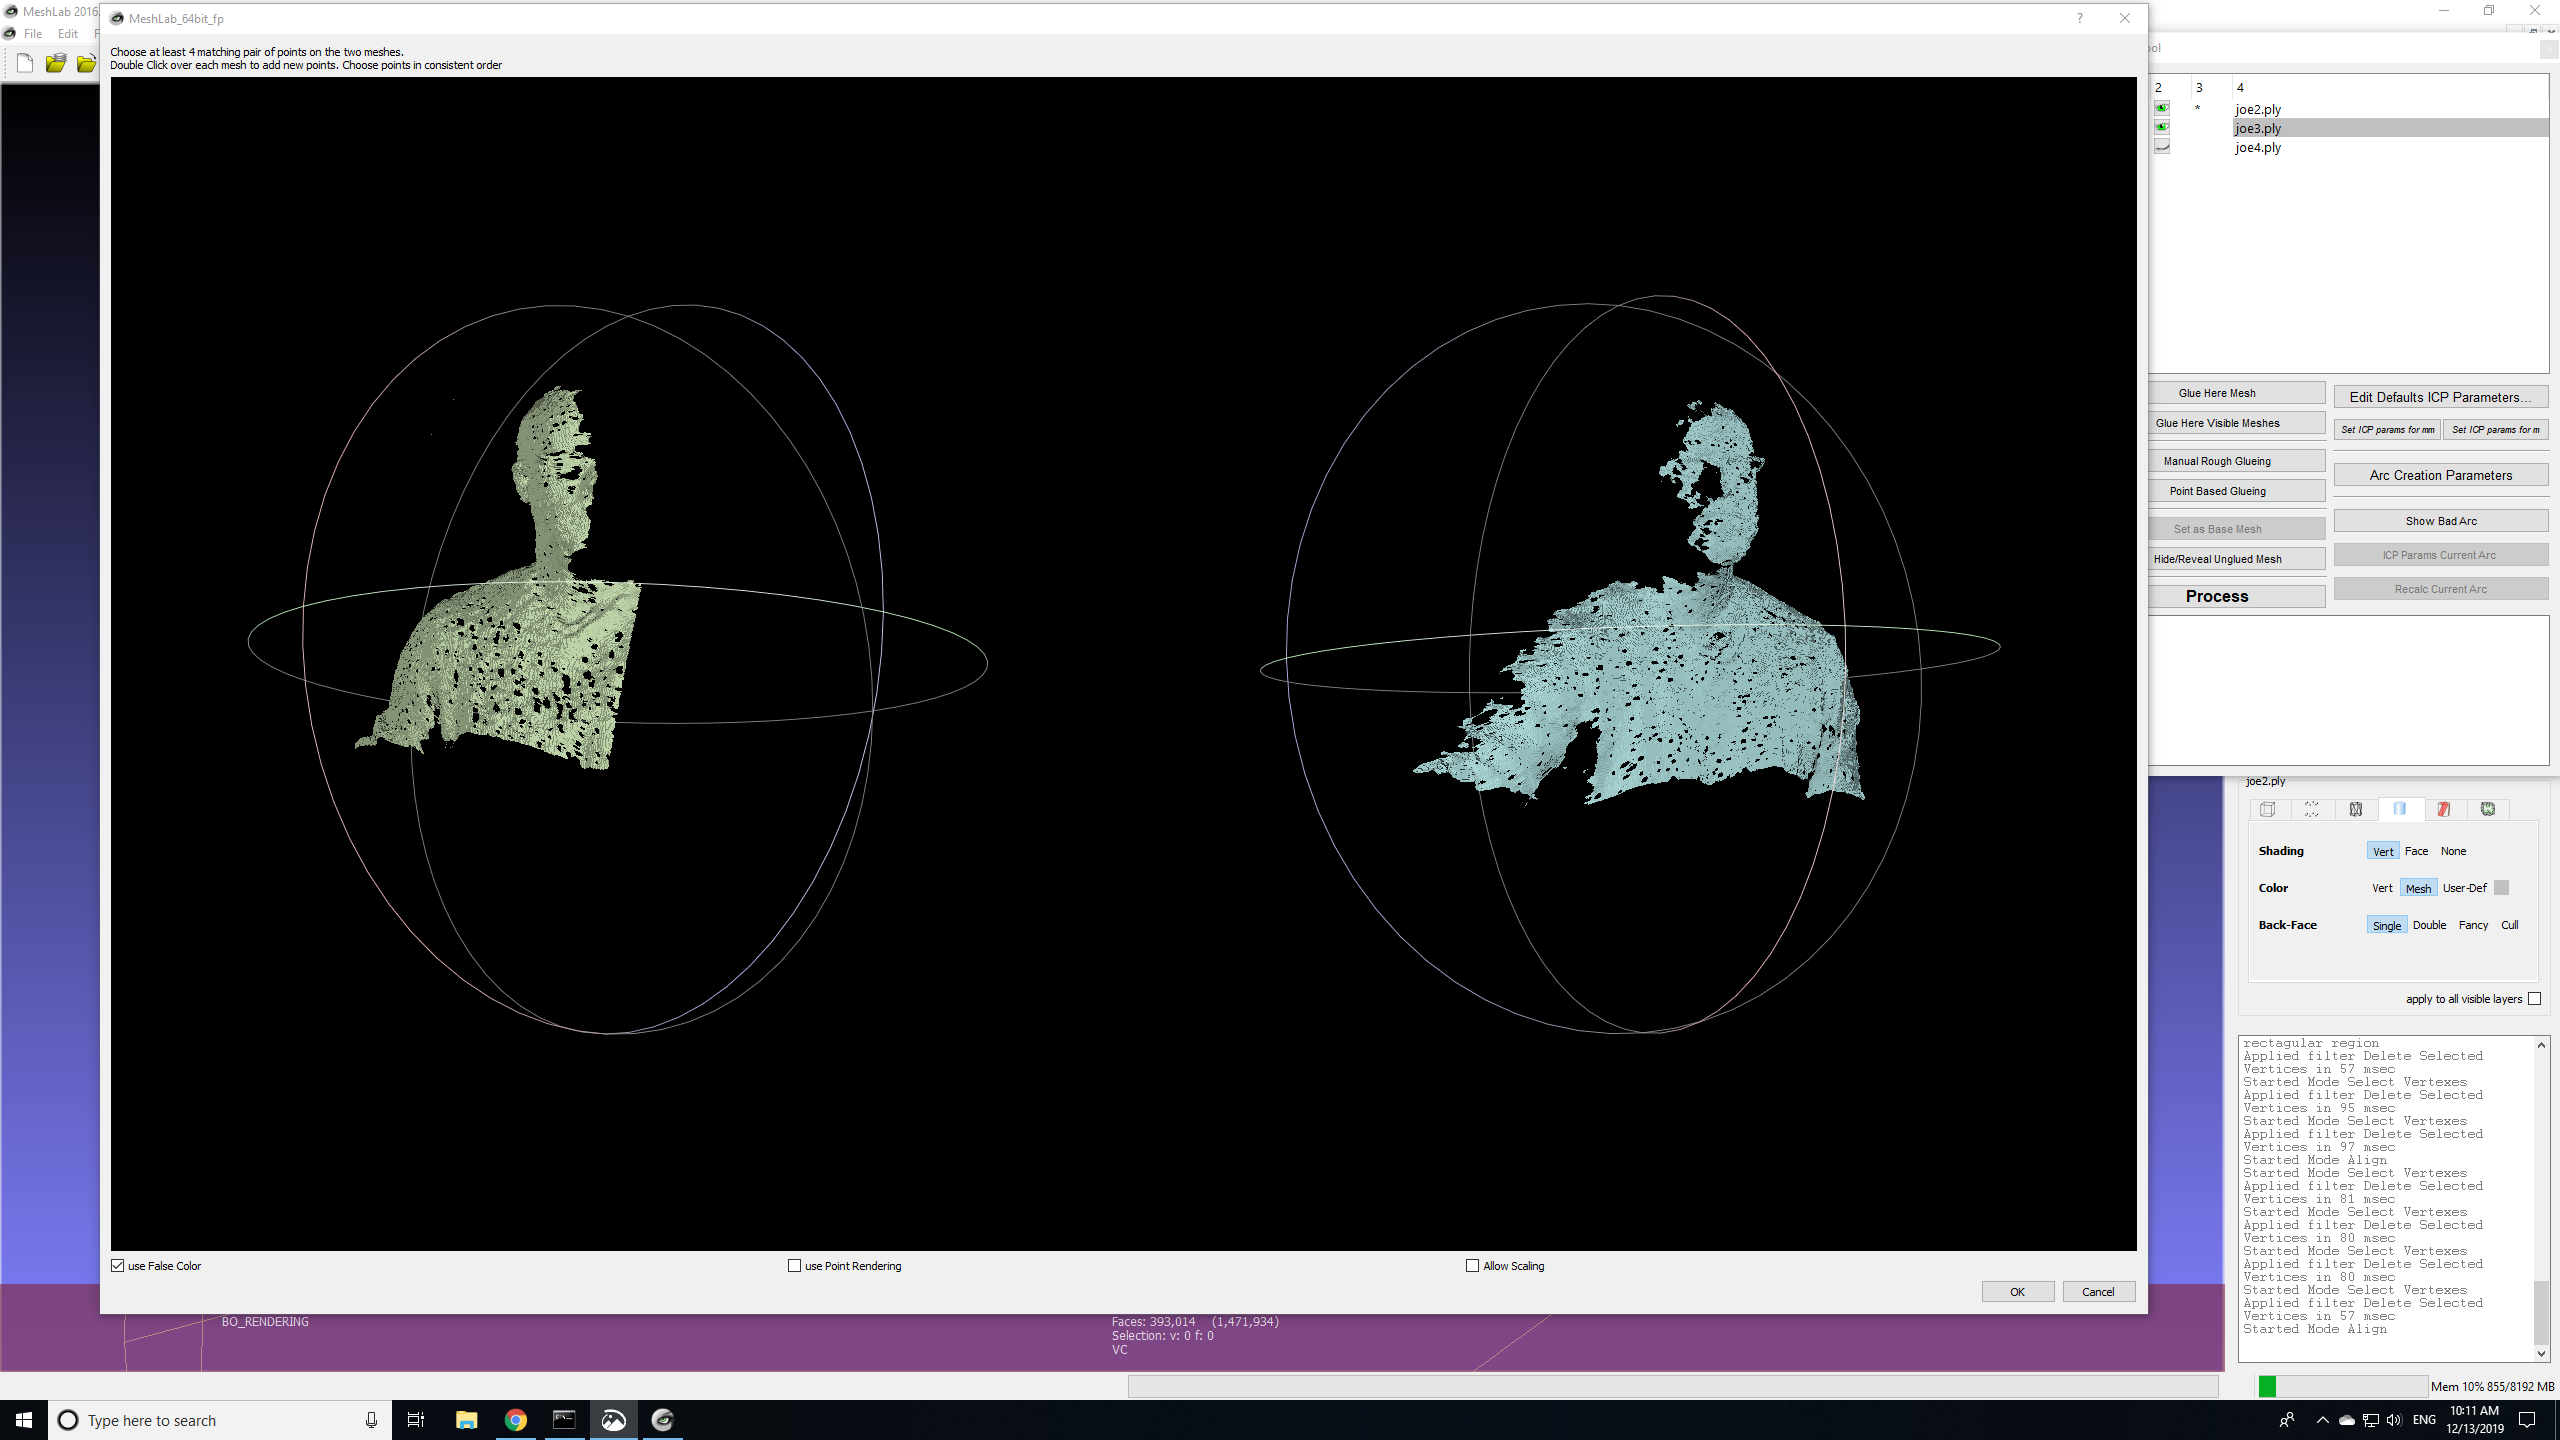 MeshLab 2016
File Edit F
MeshLab_64bit_fp
?
Choose at least 4 matching pair of points on the two meshes.
Double Click over each mesh to add new points. Choose points in consistent order
use False Color
use Point Rendering
Allow Scaling
OK
Cancel
ool
2 3 4
* joe2.ply
joe3.ply
joe4.ply
Glue Here Mesh
Glue Here Visible Meshes
Manual Rough Glueing
Point Based Glueing
Set as Base Mesh
Hide/Reveal Unglued Mesh
Process
Edit Defaults ICP Parameters...
Set ICP params for mm
Set ICP params for m
Arc Creation Parameters
Show Bad Arc
ICP Params Current Arc
Recalc Current Arc
joe2.ply
Shading Vert Face None
Color Vert Mesh User-Def
Back-Face Single Double Fancy Cull
apply to all visible layers
rectagular region
Applied filter Delete Selected
Vertices in 57 msec
Started Mode Select Vertexes
Applied filter Delete Selected
Vertices in 95 msec
Started Mode Select Vertexes
Applied filter Delete Selected
Vertices in 97 msec
Started Mode Align
Started Mode Select Vertexes
Applied filter Delete Selected
Vertices in 81 msec
Started Mode Select Vertexes
Applied filter Delete Selected
Vertices in 80 msec
Started Mode Select Vertexes
Applied filter Delete Selected
Vertices in 80 msec
Started Mode Select Vertexes
Applied filter Delete Selected
Vertices in 57 msec
Started Mode Align
BO_RENDERING
Faces: 393,014 (1,471,934)
Selection: v: 0 f: 0
VC
Mem 10% 855/8192 MB
Type here to search
ENG
10:11 AM
12/13/2019